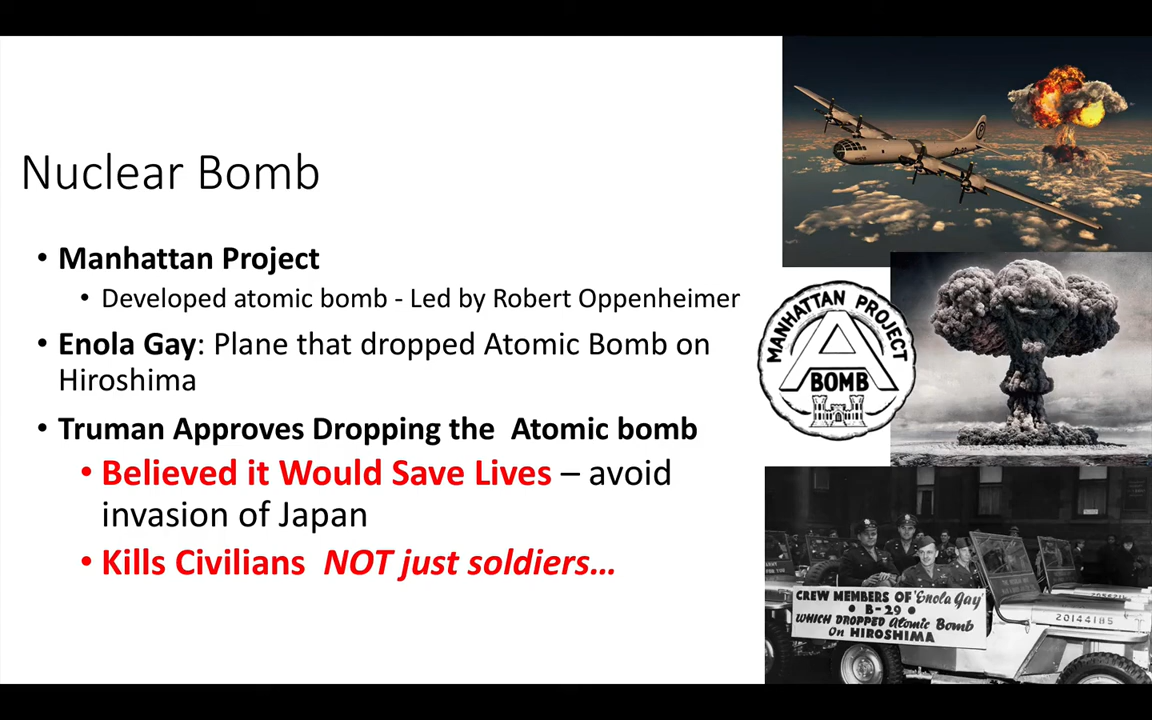 Nuclear Bomb
• Manhattan Project
• Developed atomic bomb - Led by Robert Oppenheimer
• Enola Gay: Plane that dropped Atomic Bomb on
Hiroshima
• Truman Approves Dropping the Atomic bomb
• Believed it Would Save Lives – avoid
invasion of Japan
• Kills Civilians NOT just soldiers...
MANHATTAN PROJECT
A
BOMB
CREW MEMBERS OF 'Enola Gay'
• B-29 •
WHICH DROPPED Atomic Bomb
On HIROSHIMA
20144185